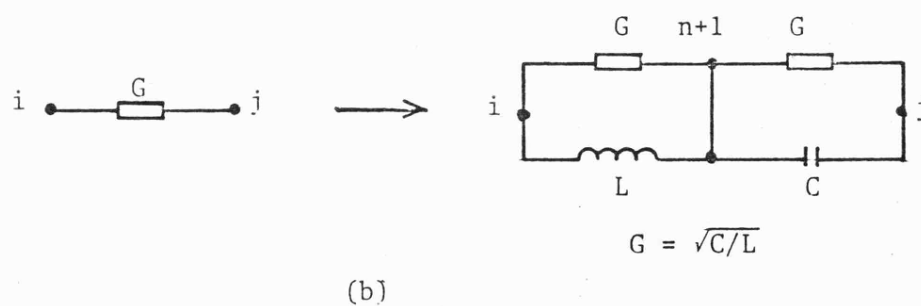 G n+1 G
i G j
i j
L C
G = √C/L
(b)